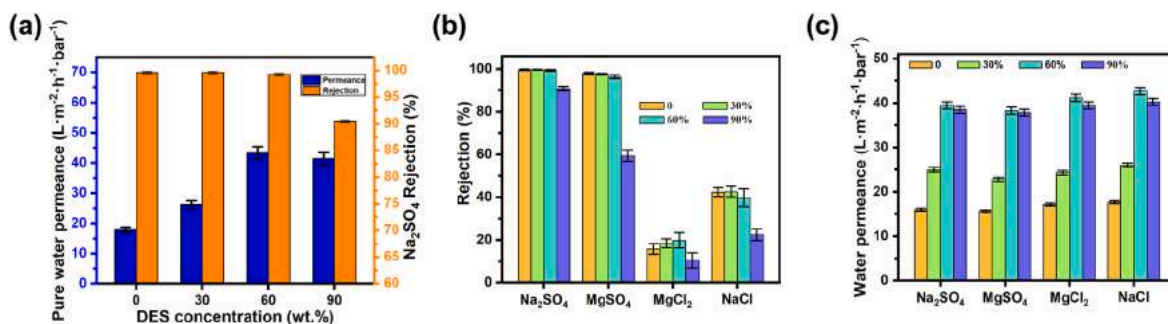 (a)
Pure water permeance (L·m⁻²·h⁻¹·bar⁻¹)
70
60
50
40
30
20
10
0
Permeance
Rejection
100
95
90
85
80
75
70
65
60
Na₂SO₄ Rejection (%)
0 30 60 90
DES concentration (wt.%)
(b)
Rejection (%)
100
80
60
40
20
0
0 30%
60% 90%
Na₂SO₄ MgSO₄ MgCl₂ NaCl
(c)
Water permeance (L·m⁻²·h⁻¹·bar⁻¹)
50
40
30
20
10
0
0 30% 60% 90%
Na₂SO₄ MgSO₄ MgCl₂ NaCl